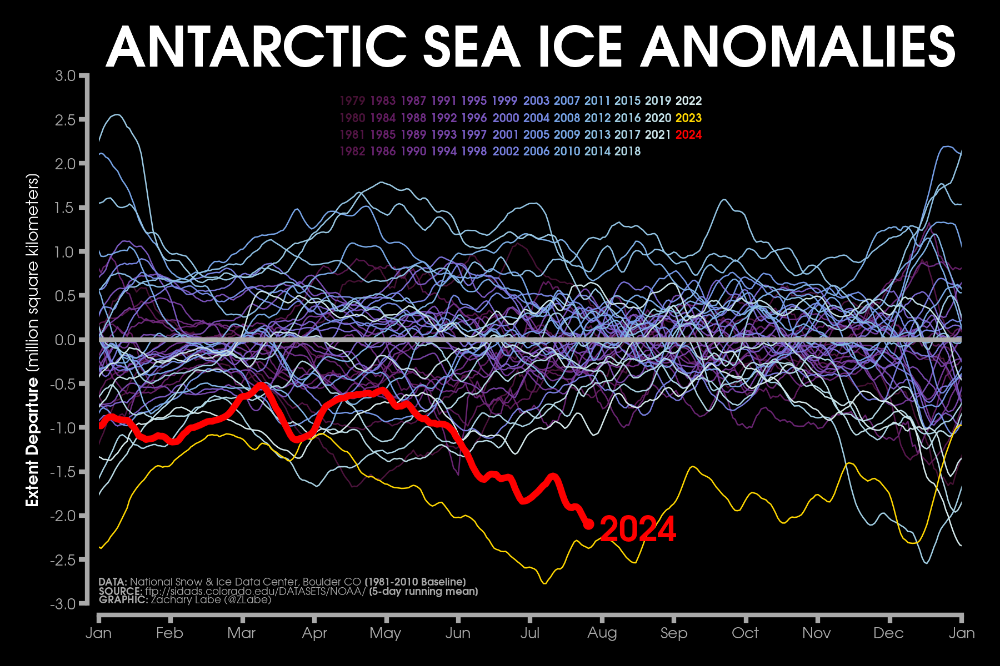 ANTARCTIC SEA ICE ANOMALIES
3.0
2.5
2.0
1.5
1.0
0.5
0.0
-0.5
-1.0
-1.5
-2.0
-2.5
-3.0
Extent Departure (million square kilometers)
1979 1983 1987 1991 1995 1999 2003 2007 2011 2015 2019 2022
1980 1984 1988 1992 1996 2000 2004 2008 2012 2016 2020 2023
1981 1985 1989 1993 1997 2001 2005 2009 2013 2017 2021 2024
1982 1986 1990 1994 1998 2002 2006 2010 2014 2018
2024
DATA: National Snow & Ice Data Center, Boulder CO (1981-2010 Baseline)
SOURCE: ftp://sidads.colorado.edu/DATASETS/NOAA/ (5-day running mean)
GRAPHIC: Zachary Labe (@ZLabe)
Jan Feb Mar Apr May Jun Jul Aug Sep Oct Nov Dec Jan